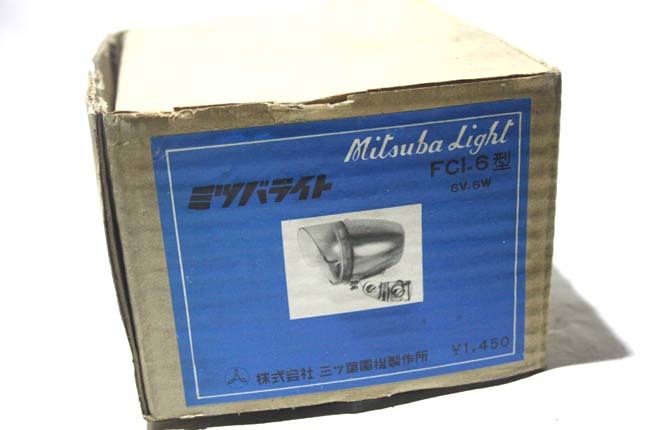 Mitsuba Light
FCI-6型
6V.6W
ミツバライト
¥1,450
株式会社 三ツ葉電機製作所